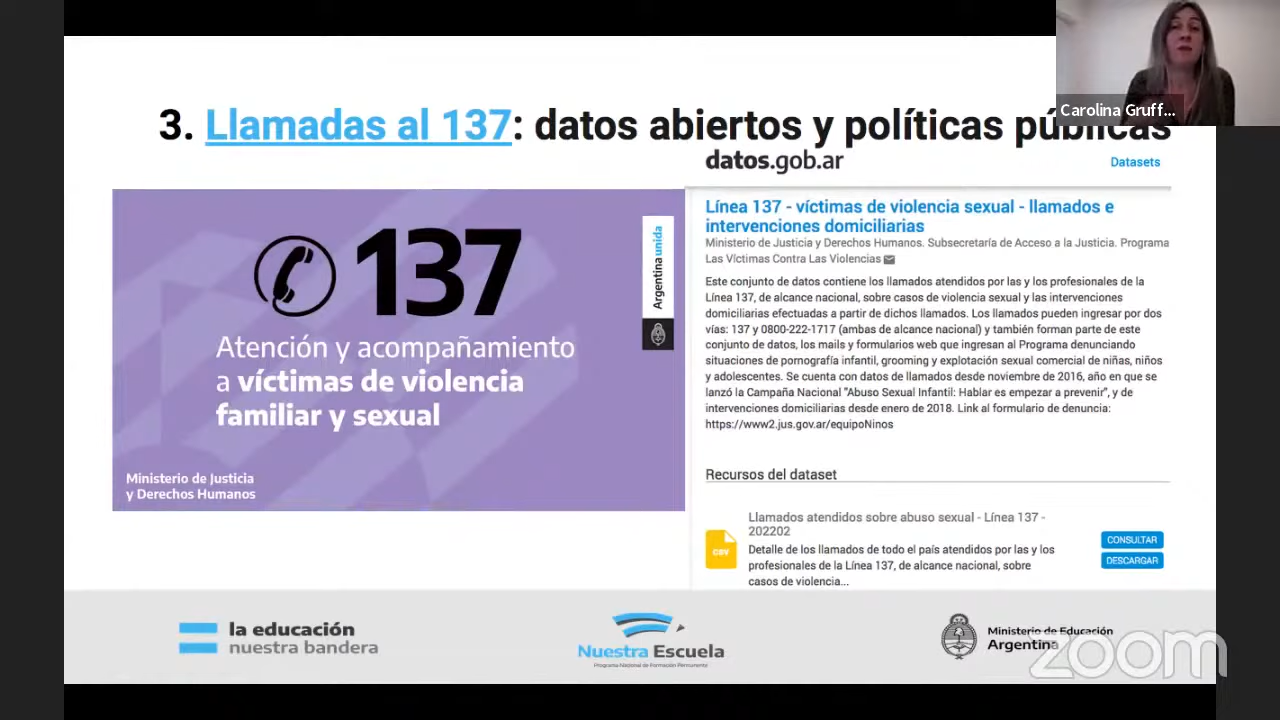 Carolina Gruff...
3. Llamadas al 137: datos abiertos y políticas públicas
datos.gob.ar
Datasets
137
Atención y acompañamiento
a víctimas de violencia
familiar y sexual
Argentina unida
Ministerio de Justicia
y Derechos Humanos
Línea 137 - víctimas de violencia sexual - llamados e
intervenciones domiciliarias
Ministerio de Justicia y Derechos Humanos. Subsecretaría de Acceso a la Justicia. Programa
Las Víctimas Contra Las Violencias
Este conjunto de datos contiene los llamados atendidos por las y los profesionales de la
Línea 137, de alcance nacional, sobre casos de violencia sexual y las intervenciones
domiciliarias efectuadas a partir de dichos llamados. Los llamados pueden ingresar por dos
vías: 137 y 0800-222-1717 (ambas de alcance nacional) y también forman parte de este
conjunto de datos, los mails y formularios web que ingresan al Programa denunciando
situaciones de pornografía infantil, grooming y explotación sexual comercial de niñas, niños
y adolescentes. Se cuenta con datos de llamados desde noviembre de 2016, año en que se
lanzó la Campaña Nacional "Abuso Sexual Infantil: Hablar es empezar a prevenir", y de
intervenciones domiciliarias desde enero de 2018. Link al formulario de denuncia:
https://www2.jus.gov.ar/equipoNinos
Recursos del dataset
CSV
Llamados atendidos sobre abuso sexual - Línea 137 -
202202
Detalle de los llamados de todo el país atendidos por las y los
profesionales de la Línea 137, de alcance nacional, sobre
casos de violencia...
CONSULTAR
DESCARGAR
la educación
nuestra bandera
Nuestra Escuela
Programa Nacional de Formación Permanente
Ministerio de Educación
Argentina
zoom